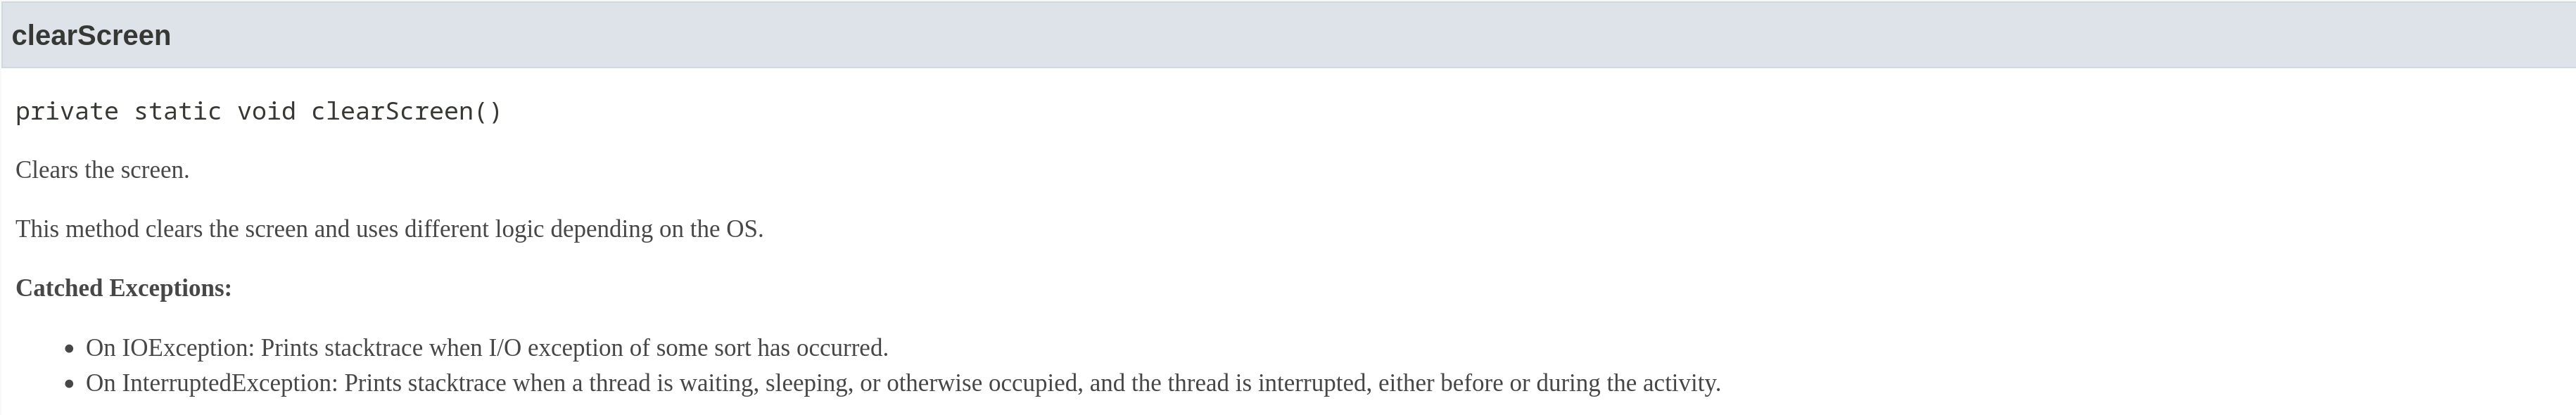 clearScreen
private static void clearScreen()
Clears the screen.
This method clears the screen and uses different logic depending on the OS.
Catched Exceptions:
• On IOException: Prints stacktrace when I/O exception of some sort has occurred.
• On InterruptedException: Prints stacktrace when a thread is waiting, sleeping, or otherwise occupied, and the thread is interrupted, either before or during the activity.